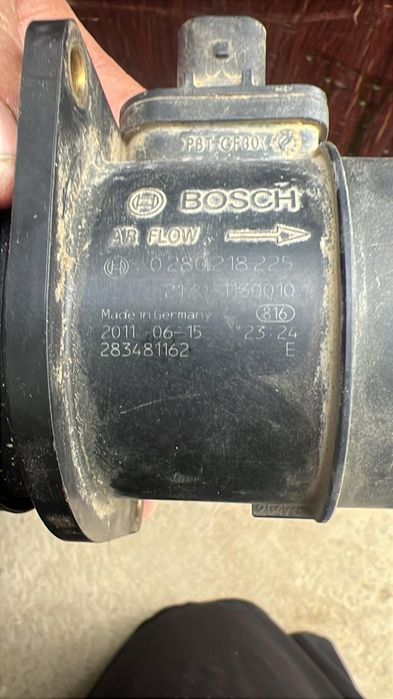 PBT GF30
BOSCH
AIR FLOW
0 280 218 225
1130010
Made in Germany 816
2011-06-15 23:24
283481162 E